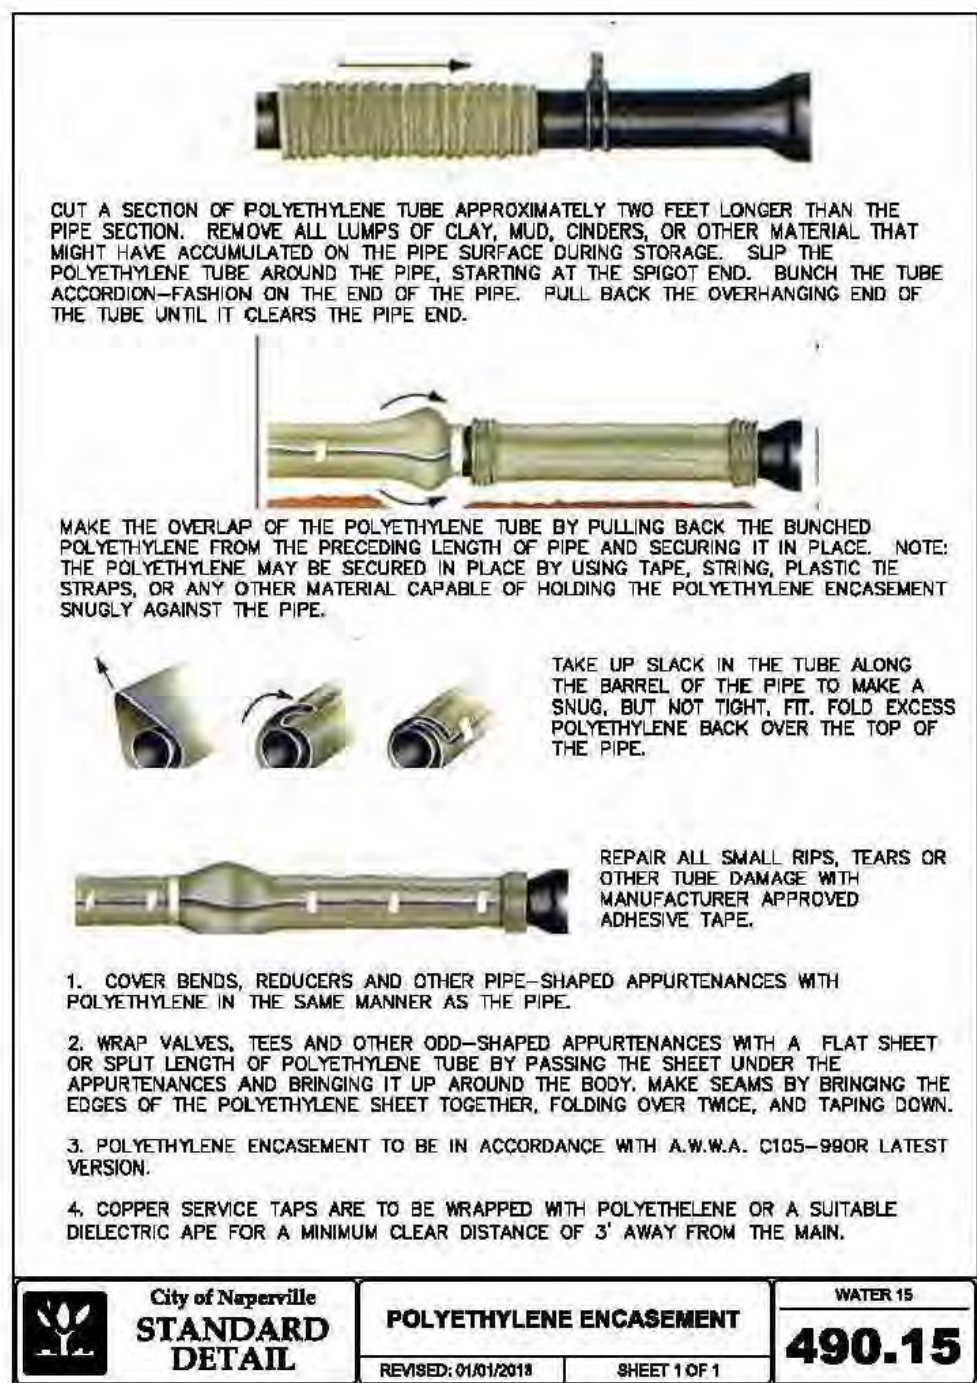 CUT A SECTION OF POLYETHYLENE TUBE APPROXIMATELY TWO FEET LONGER THAN THE
PIPE SECTION. REMOVE ALL LUMPS OF CLAY, MUD, CINDERS, OR OTHER MATERIAL THAT
MIGHT HAVE ACCUMULATED ON THE PIPE SURFACE DURING STORAGE. SLIP THE
POLYETHYLENE TUBE AROUND THE PIPE, STARTING AT THE SPIGOT END. BUNCH THE TUBE
ACCORDION-FASHION ON THE END OF THE PIPE. PULL BACK THE OVERHANGING END OF
THE TUBE UNTIL IT CLEARS THE PIPE END.
MAKE THE OVERLAP OF THE POLYETHYLENE TUBE BY PULLING BACK THE BUNCHED
POLYETHYLENE FROM THE PRECEDING LENGTH OF PIPE AND SECURING IT IN PLACE. NOTE:
THE POLYETHYLENE MAY BE SECURED IN PLACE BY USING TAPE, STRING, PLASTIC TIE
STRAPS, OR ANY OTHER MATERIAL CAPABLE OF HOLDING THE POLYETHYLENE ENCASEMENT
SNUGLY AGAINST THE PIPE.
TAKE UP SLACK IN THE TUBE ALONG
THE BARREL OF THE PIPE TO MAKE A
SNUG, BUT NOT TIGHT, FIT. FOLD EXCESS
POLYETHYLENE BACK OVER THE TOP OF
THE PIPE.
REPAIR ALL SMALL RIPS, TEARS OR
OTHER TUBE DAMAGE WITH
MANUFACTURER APPROVED
ADHESIVE TAPE.
1. COVER BENDS, REDUCERS AND OTHER PIPE-SHAPED APPURTENANCES WITH
POLYETHYLENE IN THE SAME MANNER AS THE PIPE.
2. WRAP VALVES, TEES AND OTHER ODD-SHAPED APPURTENANCES WITH A FLAT SHEET
OR SPLIT LENGTH OF POLYETHYLENE TUBE BY PASSING THE SHEET UNDER THE
APPURTENANCES AND BRINGING IT UP AROUND THE BODY. MAKE SEAMS BY BRINGING THE
EDGES OF THE POLYETHYLENE SHEET TOGETHER, FOLDING OVER TWICE, AND TAPING DOWN.
3. POLYETHYLENE ENCASEMENT TO BE IN ACCORDANCE WITH A.W.W.A. C105-99OR LATEST
VERSION.
4. COPPER SERVICE TAPS ARE TO BE WRAPPED WITH POLYETHELENE OR A SUITABLE
DIELECTRIC APE FOR A MINIMUM CLEAR DISTANCE OF 3' AWAY FROM THE MAIN.
City of Naperville
STANDARD
DETAIL
POLYETHYLENE ENCASEMENT
REVISED: 01/01/2018
SHEET 1 OF 1
WATER 15
490.15